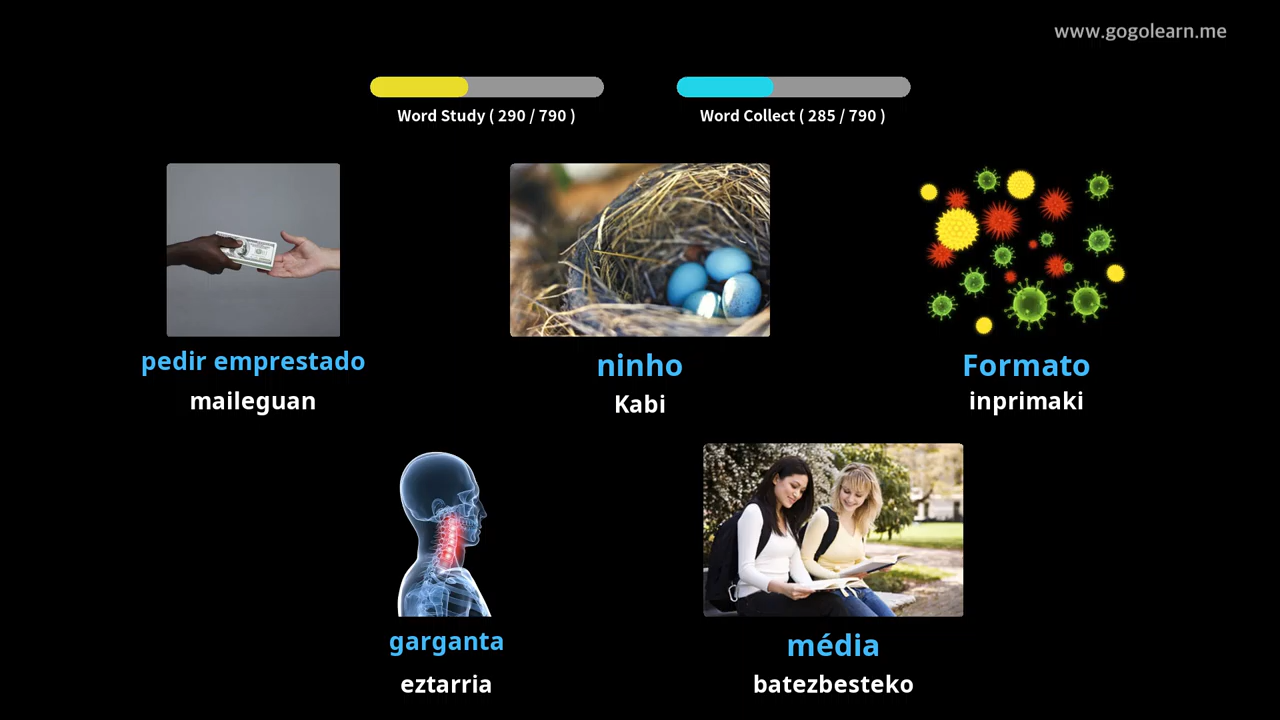 www.gogolearn.me
Word Study ( 290 / 790 )
Word Collect ( 285 / 790 )
pedir emprestado
maileguan
ninho
Kabi
Formato
inprimaki
garganta
eztarria
média
batezbesteko